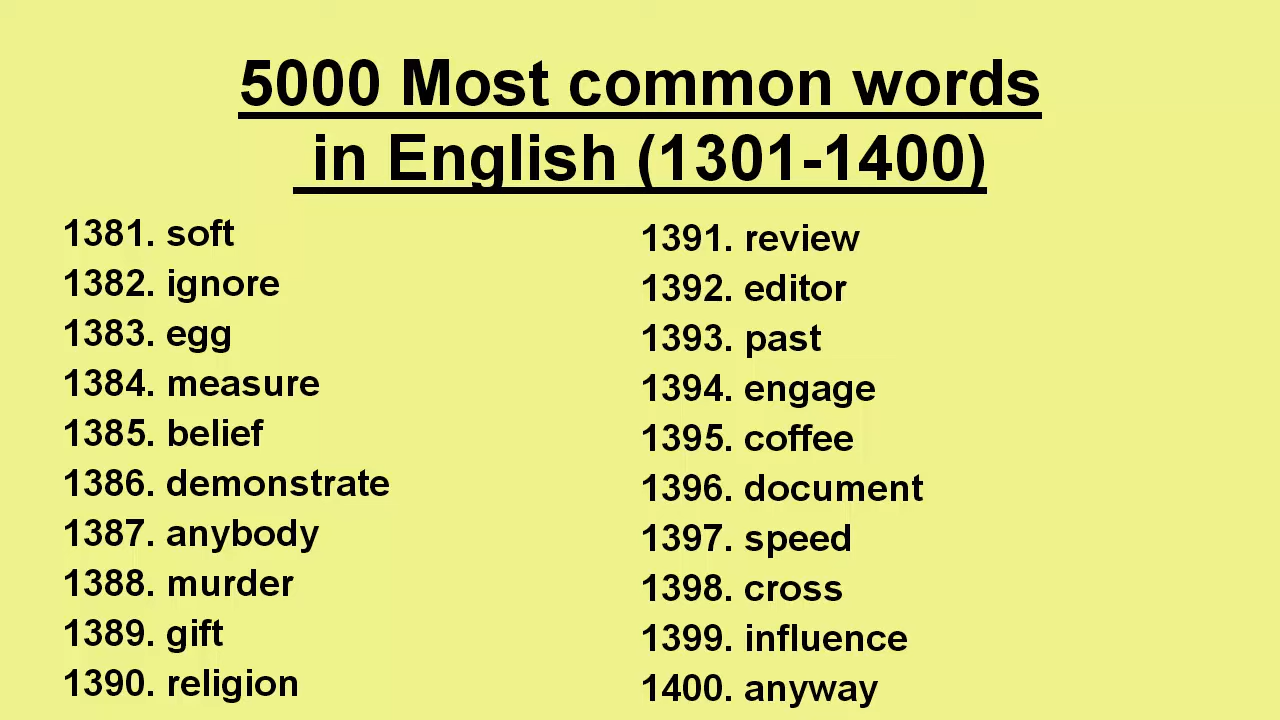 5000 Most common words
in English (1301-1400)
1381. soft
1382. ignore
1383. egg
1384. measure
1385. belief
1386. demonstrate
1387. anybody
1388. murder
1389. gift
1390. religion
1391. review
1392. editor
1393. past
1394. engage
1395. coffee
1396. document
1397. speed
1398. cross
1399. influence
1400. anyway